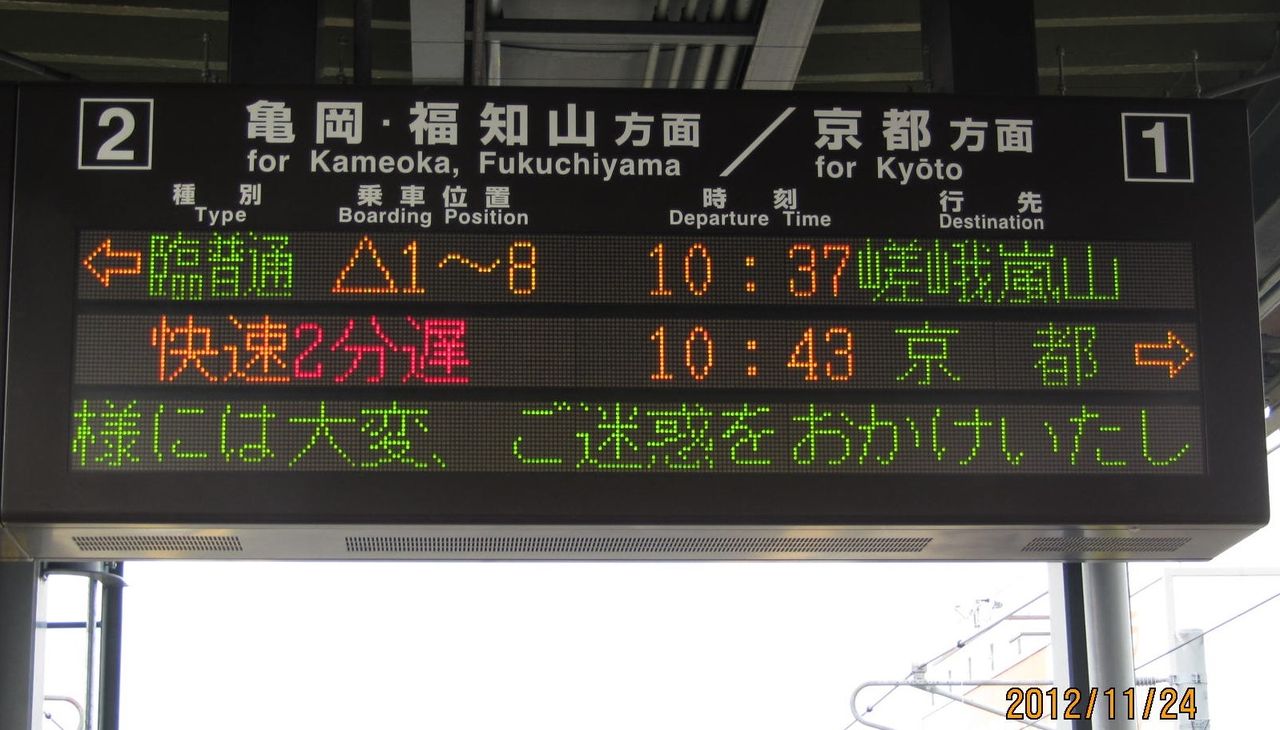 2 亀岡・福知山方面／京都方面 1
for Kameoka, Fukuchiyama for Kyōto
種別 乗車位置 時刻 行先
Type Boarding Position Departure Time Destination
←臨普通 △1～8 10:37 嵯峨嵐山
快速2分遅 10:43 京都→
様には大変、ご迷惑をおかけいたし
2012/11/24